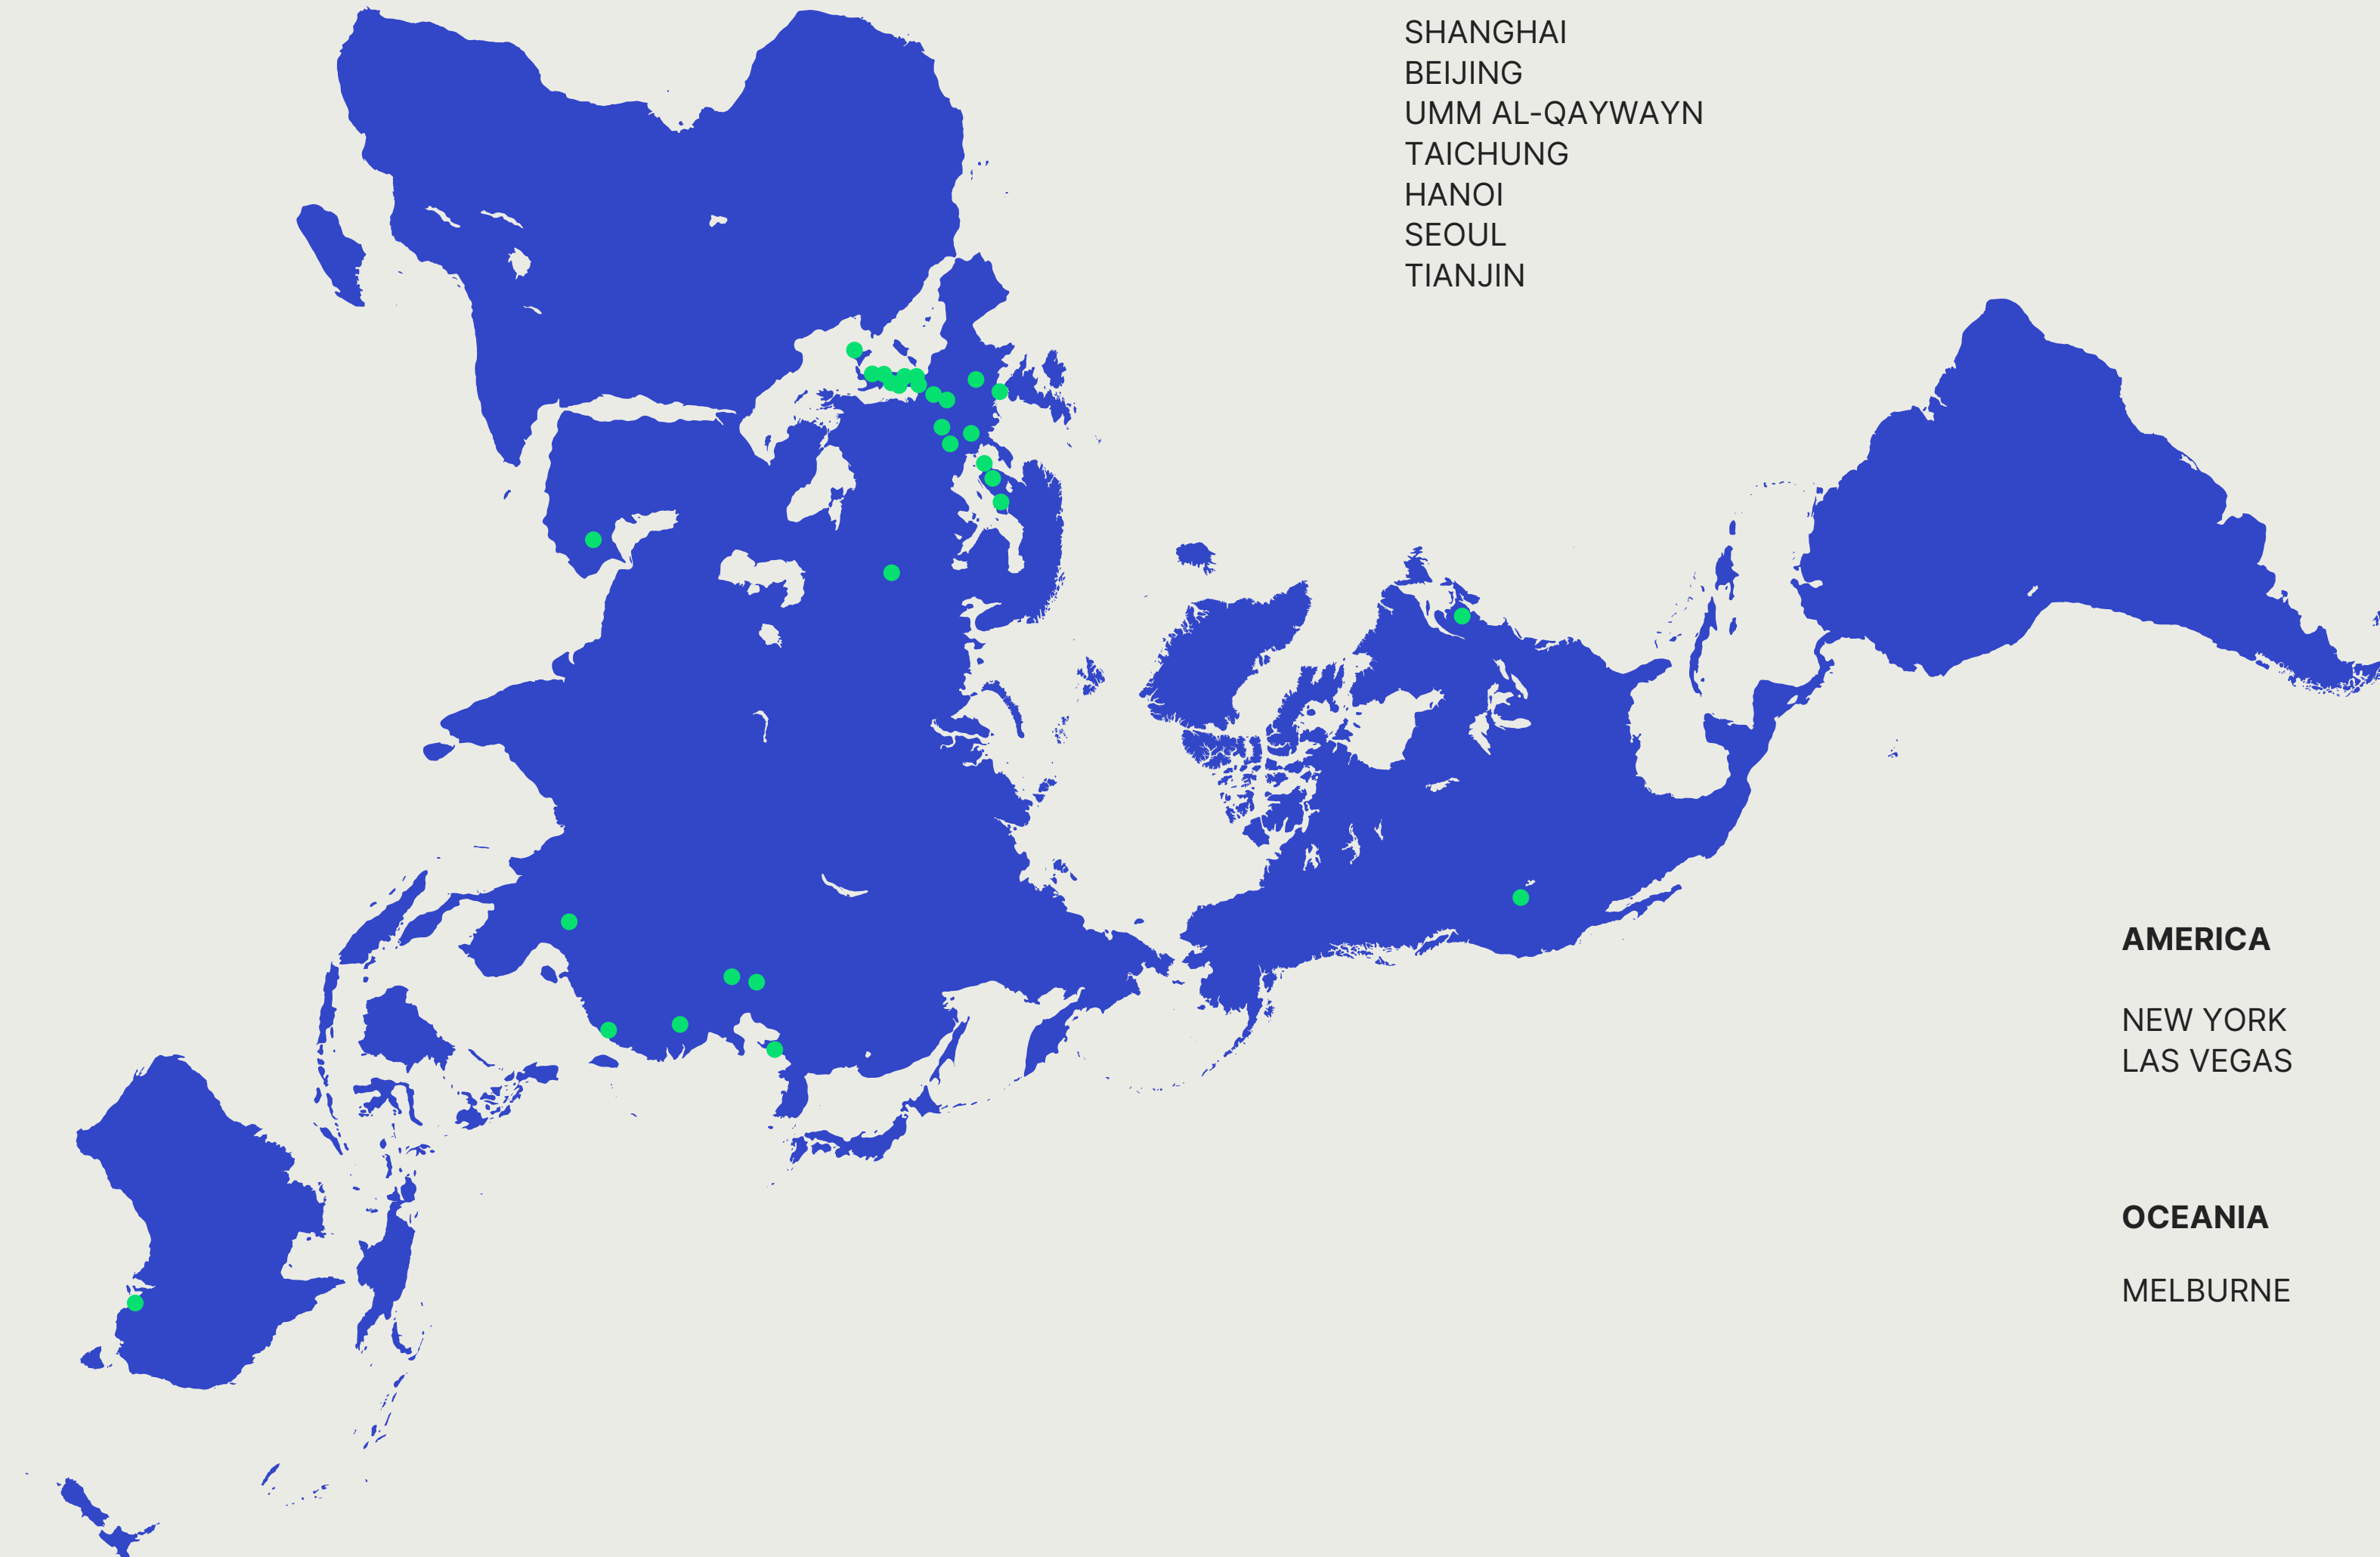 SHANGHAI
BEIJING
UMM AL-QAYWAYN
TAICHUNG
HANOI
SEOUL
TIANJIN
AMERICA
NEW YORK
LAS VEGAS
OCEANIA
MELBURNE